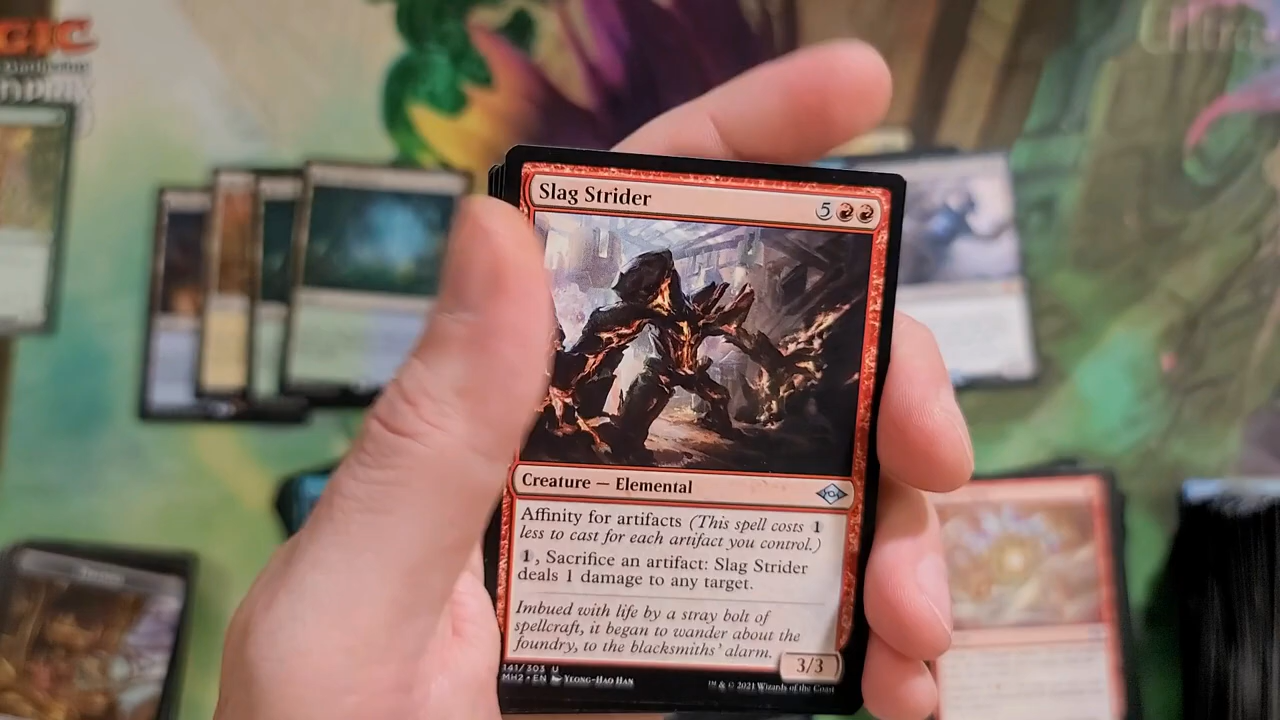 GIC
Slag Strider
5
Creature — Elemental
Affinity for artifacts (This spell costs 1
less to cast for each artifact you control.)
1, Sacrifice an artifact: Slag Strider
deals 1 damage to any target.
Imbued with life by a stray bolt of
spellcraft, it began to wander about the
foundry, to the blacksmiths' alarm.
3/3
141/303 U
MH2 • EN Yeong-Hao Han
™ & © 2021 Wizards of the Coast